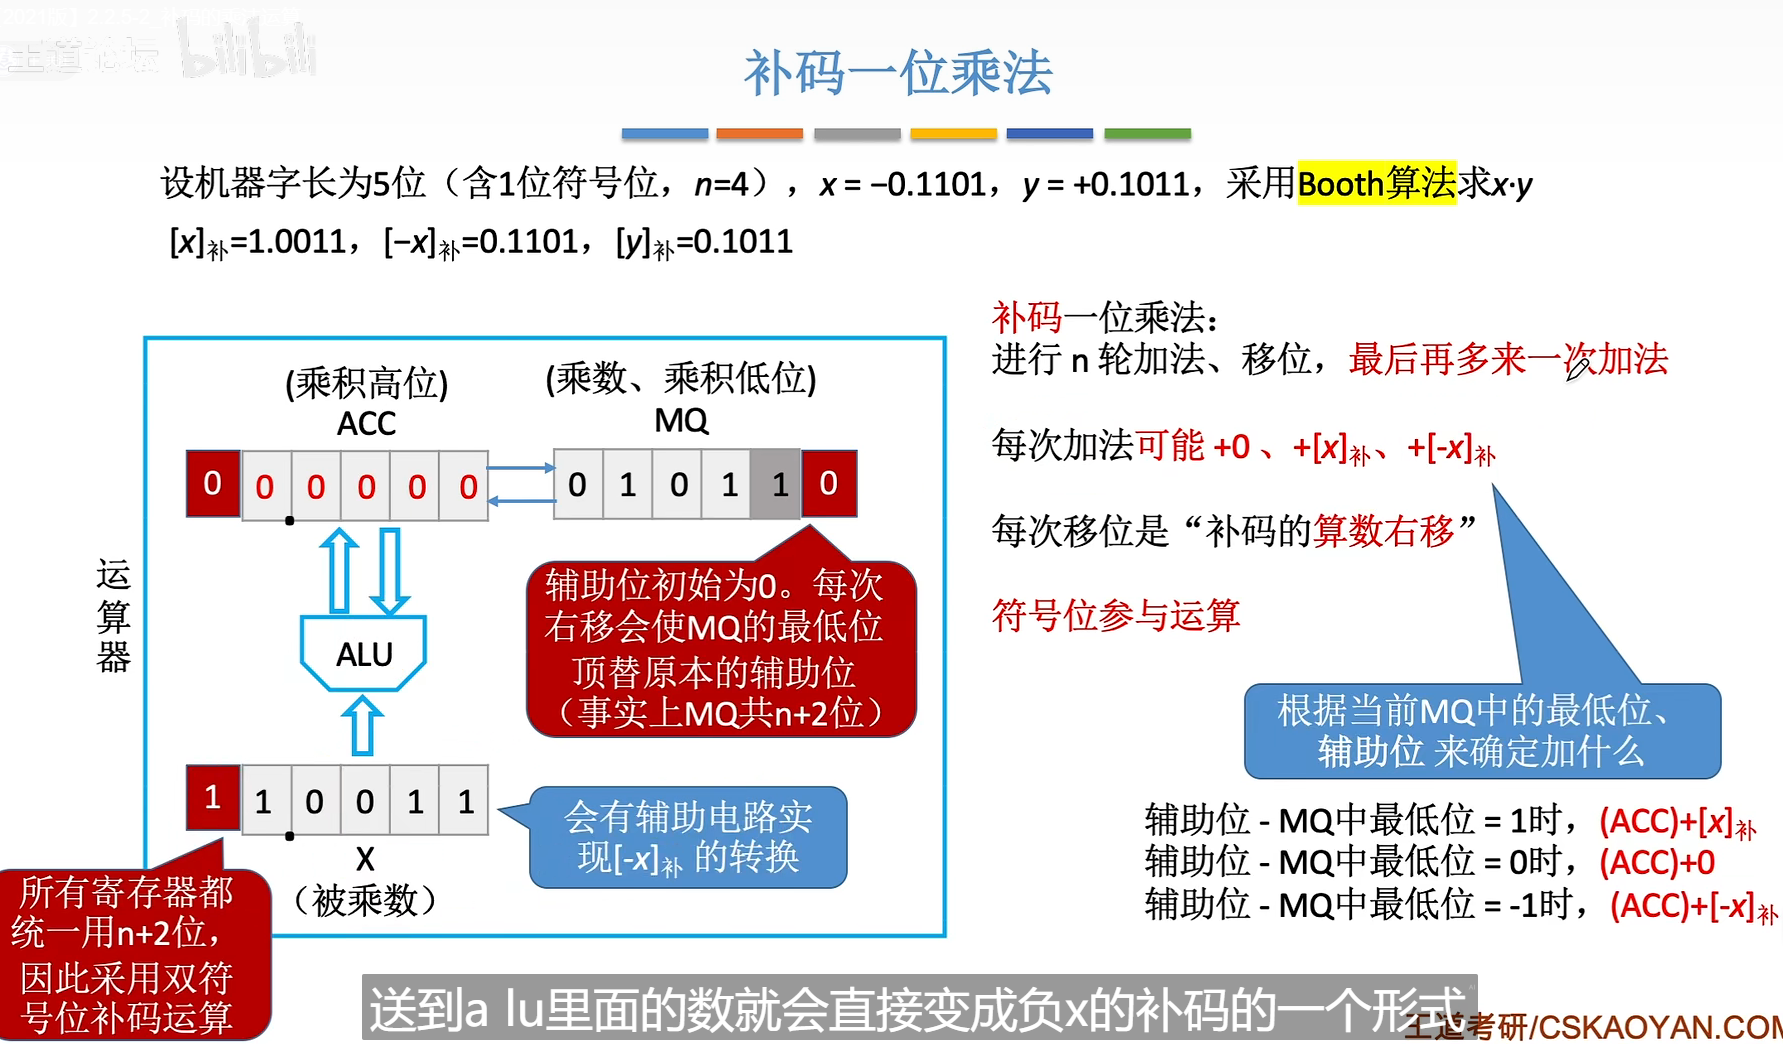 王道论坛 bilibili
补码一位乘法
设机器字长为5位（含1位符号位，n=4），x = −0.1101，y = +0.1011，采用Booth算法求x·y
[x]补=1.0011，[−x]补=0.1101，[y]补=0.1011
补码一位乘法：
进行 n 轮加法、移位，最后再多来一次加法
每次加法可能 +0 、+[x]补、+[-x]补
每次移位是“补码的算数右移”
符号位参与运算
根据当前MQ中的最低位、
辅助位 来确定加什么
辅助位 - MQ中最低位 = 1时，(ACC)+[x]补
辅助位 - MQ中最低位 = 0时，(ACC)+0
辅助位 - MQ中最低位 = -1时，(ACC)+[-x]补
运算器
(乘积高位)
ACC
(乘数、乘积低位)
MQ
0 0 0 0 0 0
0 1 0 1 1 0
ALU
辅助位初始为0。每次
右移会使MQ的最低位
顶替原本的辅助位
（事实上MQ共n+2位）
1 1 0 0 1 1
X
（被乘数）
会有辅助电路实
现[-x]补 的转换
所有寄存器都
统一用n+2位，
因此采用双符
号位补码运算
送到a lu里面的数就会直接变成负x的补码的一个形式
王道考研/CSKAOYAN.COM